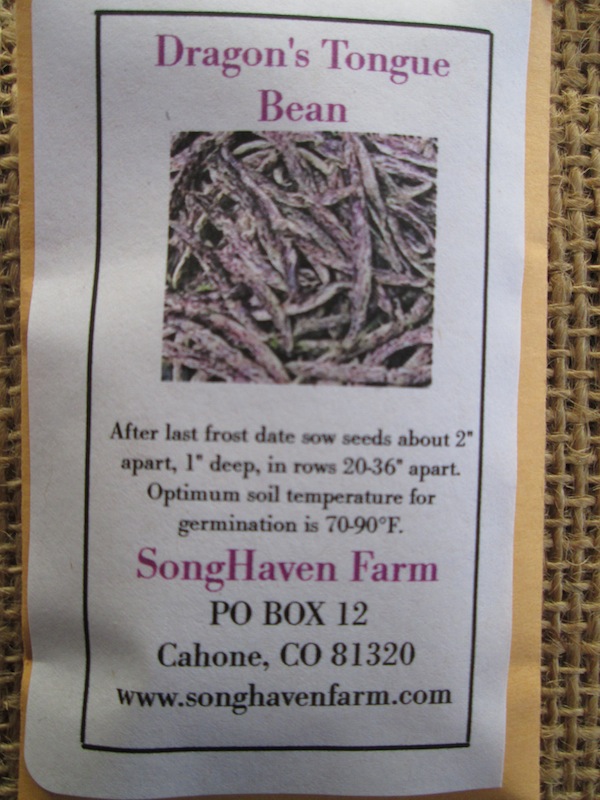 Dragon's Tongue
Bean
After last frost date sow seeds about 2"
apart, 1" deep, in rows 20-36" apart.
Optimum soil temperature for
germination is 70-90°F.
SongHaven Farm
PO BOX 12
Cahone, CO 81320
www.songhavenfarm.com